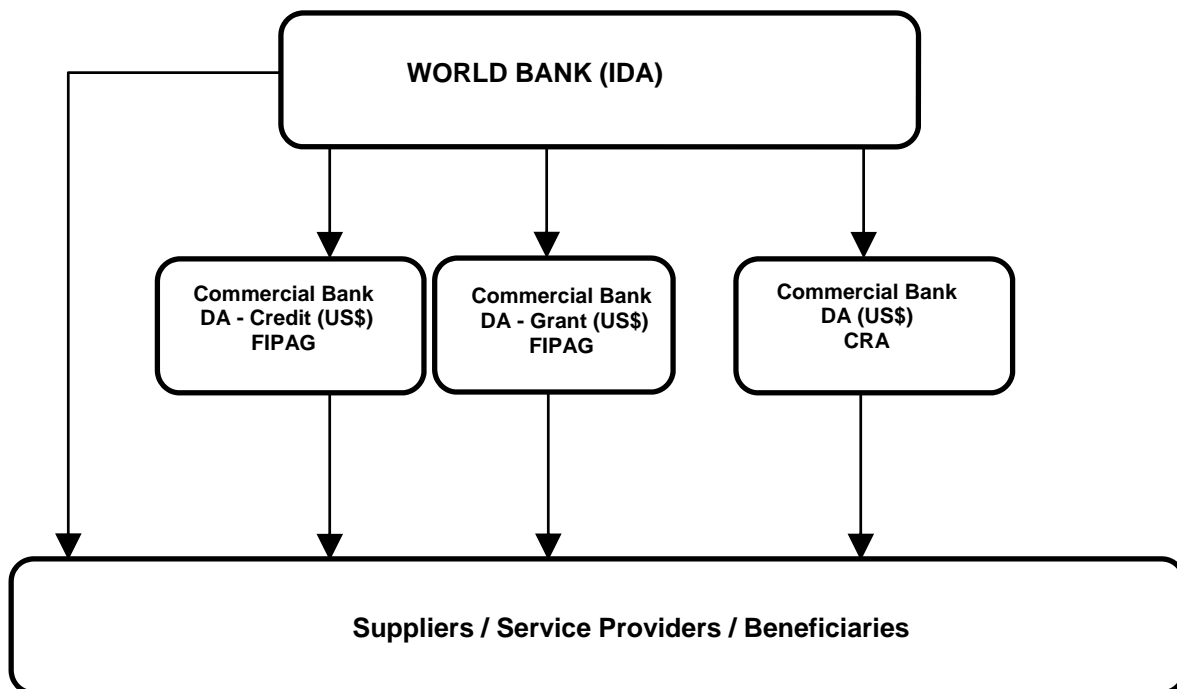 WORLD BANK (IDA)
Commercial Bank
DA - Credit (US$)
FIPAG
Commercial Bank
DA - Grant (US$)
FIPAG
Commercial Bank
DA (US$)
CRA
Suppliers / Service Providers / Beneficiaries